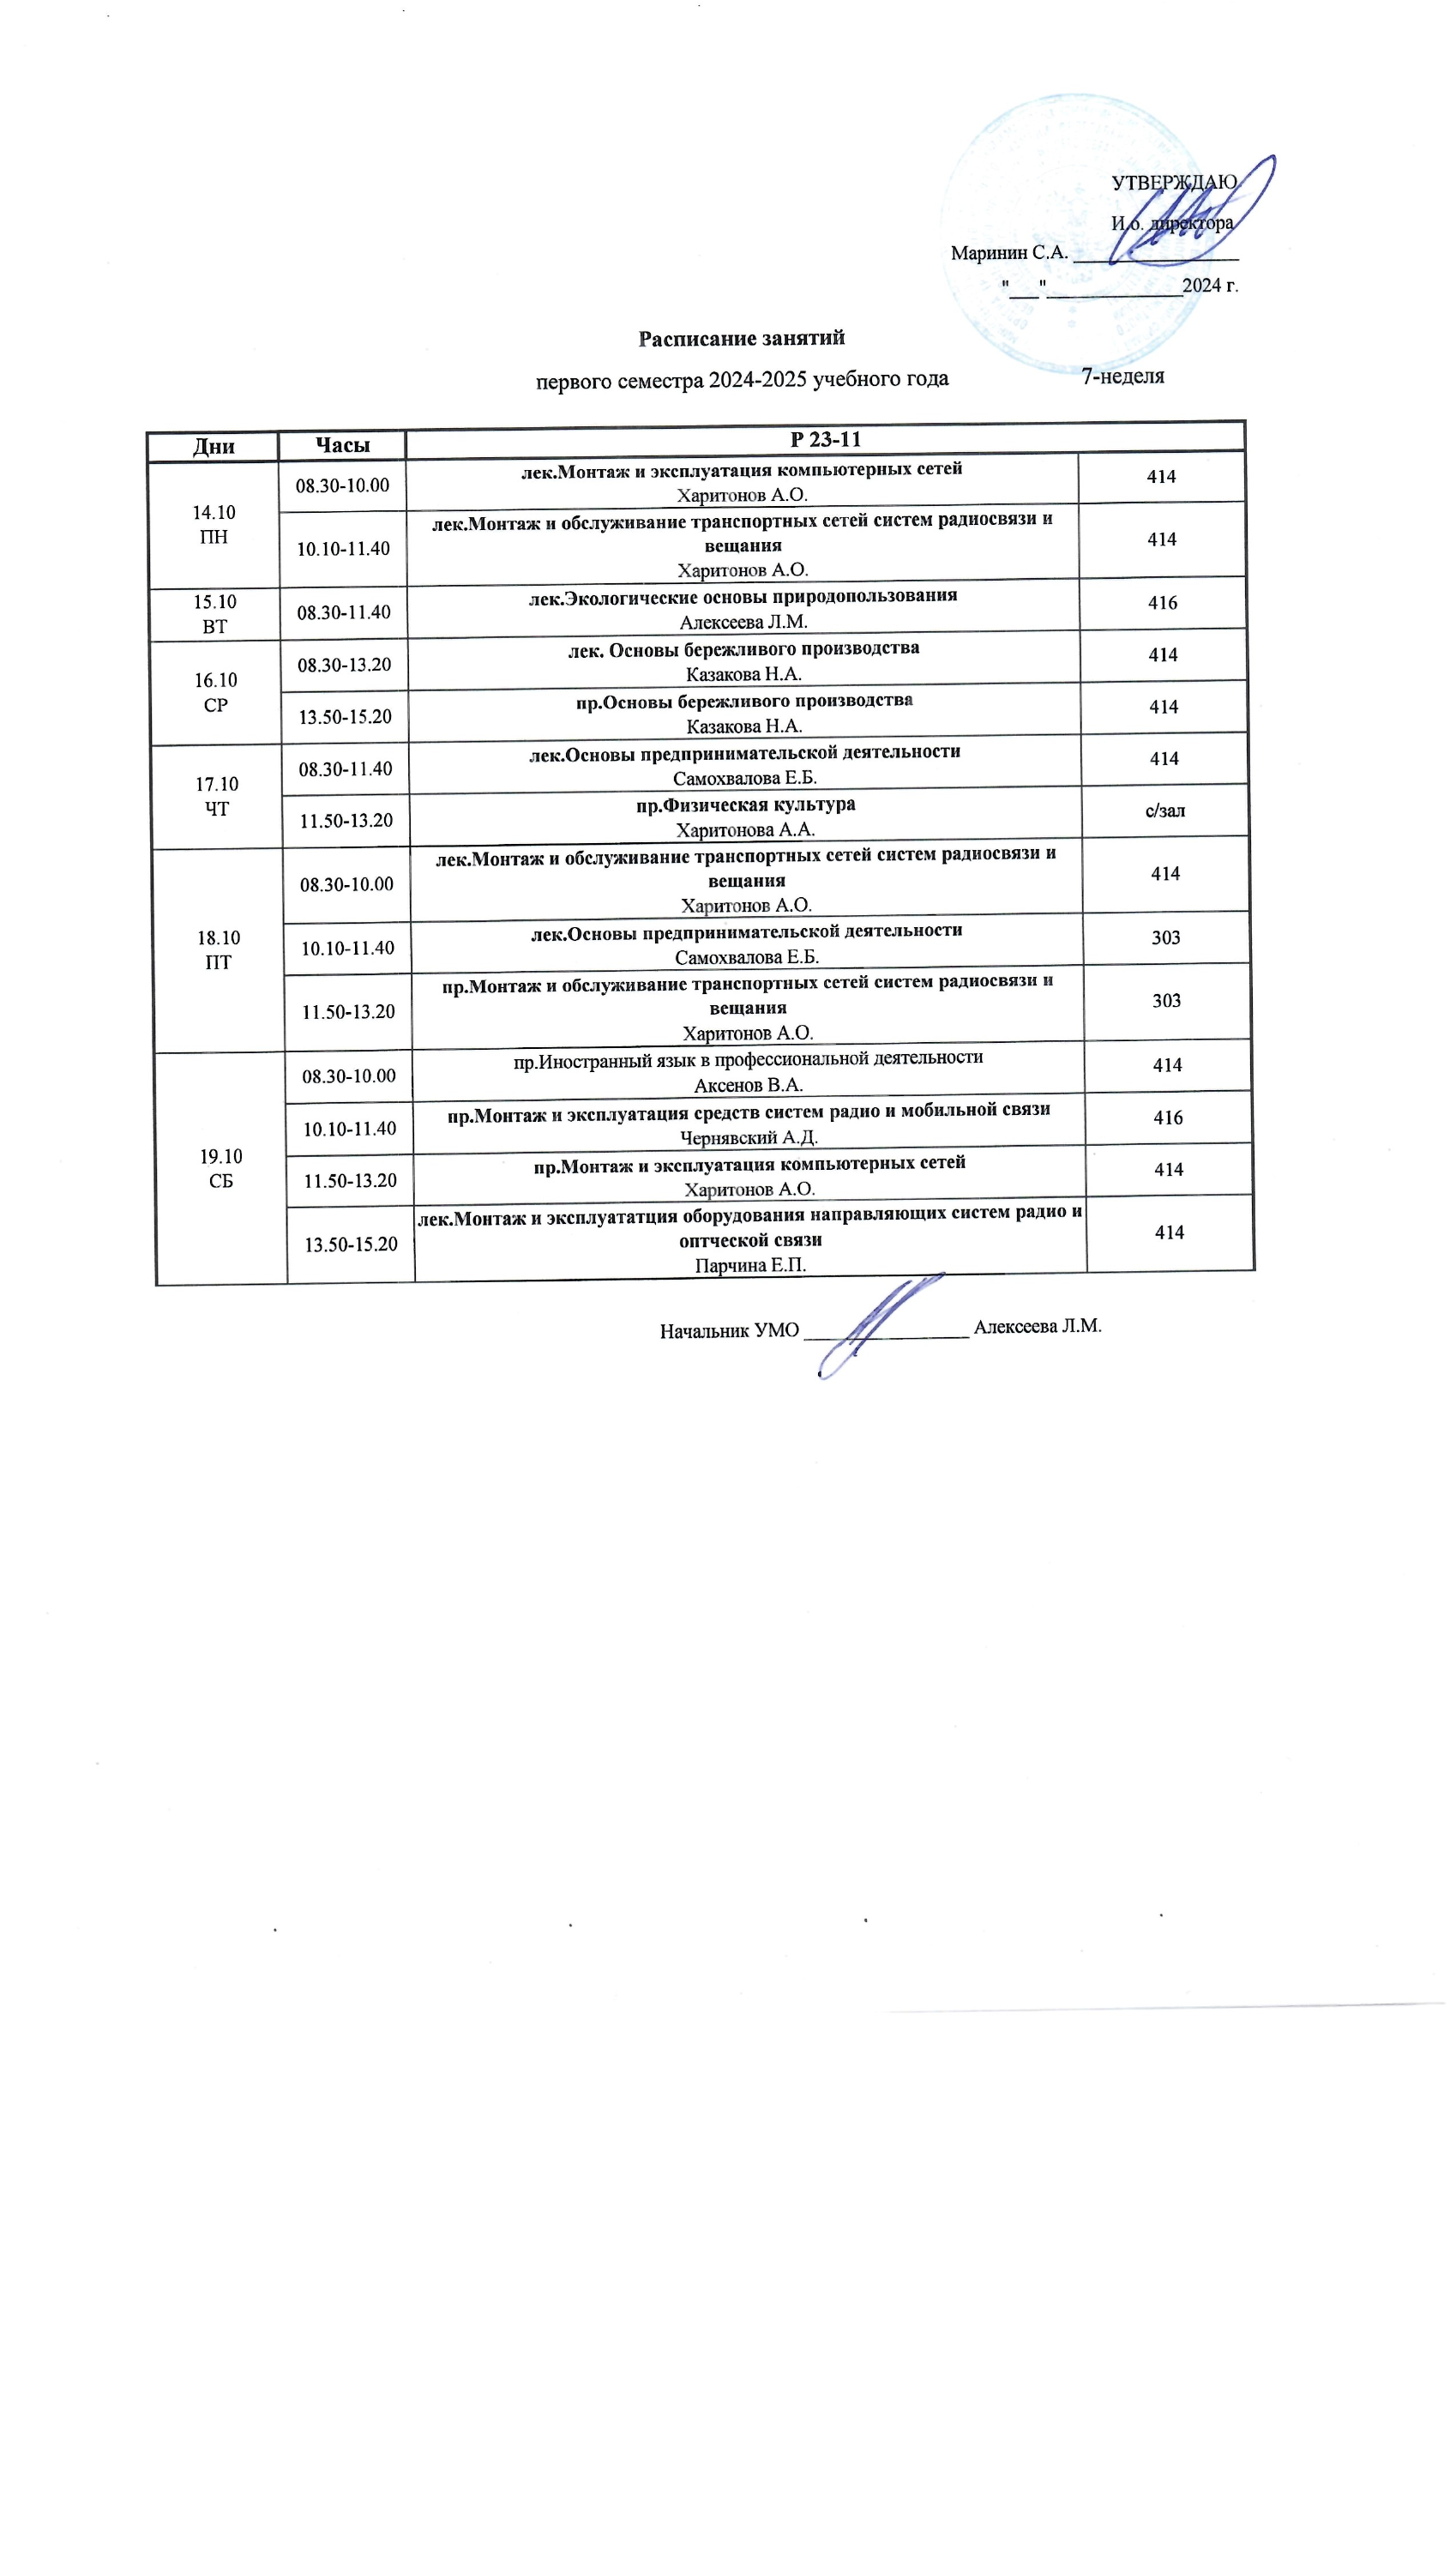 УТВЕРЖДАЮ
И.о. директора
Маринин С.А. _________________
"___"______________2024 г.
Расписание занятий
первого семестра 2024-2025 учебного года 7-неделя
Дни Часы Р 23-11
14.10
ПН
08.30-10.00
лек.Монтаж и эксплуатация компьютерных сетей
Харитонов А.О.
414
10.10-11.40
лек.Монтаж и обслуживание транспортных сетей систем радиосвязи и
вещания
Харитонов А.О.
414
15.10
ВТ
08.30-11.40
лек.Экологические основы природопользования
Алексеева Л.М.
416
16.10
СР
08.30-13.20
лек. Основы бережливого производства
Казакова Н.А.
414
13.50-15.20
пр.Основы бережливого производства
Казакова Н.А.
414
17.10
ЧТ
08.30-11.40
лек.Основы предпринимательской деятельности
Самохвалова Е.Б.
414
11.50-13.20
пр.Физическая культура
Харитонова А.А.
с/зал
18.10
ПТ
08.30-10.00
лек.Монтаж и обслуживание транспортных сетей систем радиосвязи и
вещания
Харитонов А.О.
414
10.10-11.40
лек.Основы предпринимательской деятельности
Самохвалова Е.Б.
303
11.50-13.20
пр.Монтаж и обслуживание транспортных сетей систем радиосвязи и
вещания
Харитонов А.О.
303
19.10
СБ
08.30-10.00
пр.Иностранный язык в профессиональной деятельности
Аксенов В.А.
414
10.10-11.40
пр.Монтаж и эксплуатация средств систем радио и мобильной связи
Чернявский А.Д.
416
11.50-13.20
пр.Монтаж и эксплуатация компьютерных сетей
Харитонов А.О.
414
13.50-15.20
лек.Монтаж и эксплуататция оборудования направляющих систем радио и
оптческой связи
Парчина Е.П.
414
Начальник УМО _________________ Алексеева Л.М.